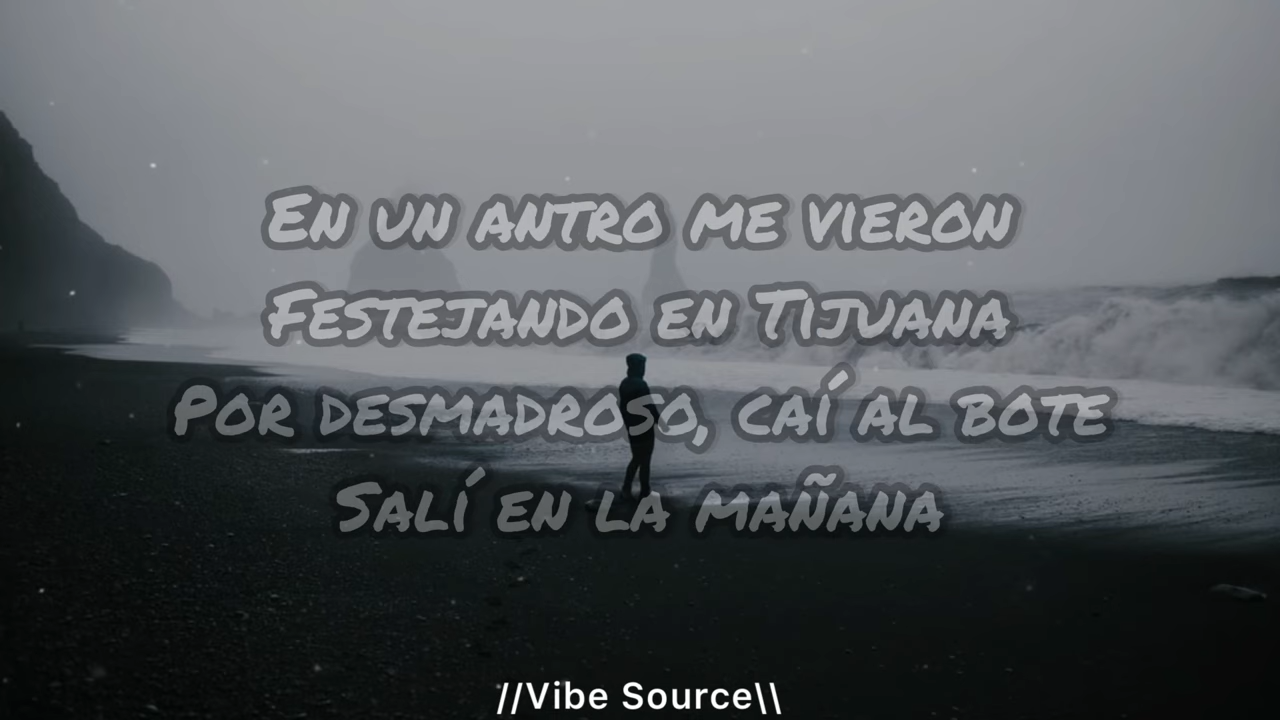 En un antro me vieron
Festejando en Tijuana
Por desmadroso, caí al bote
Salí en la mañana
//Vibe Source\\